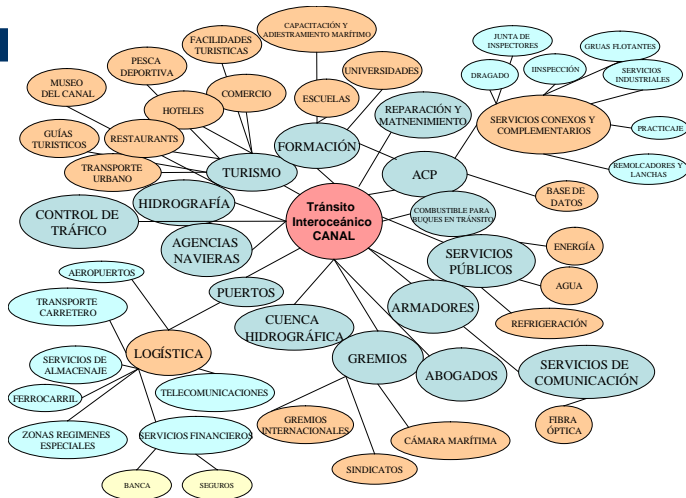 CAPACITACIÓN Y
ADIESTRAMIENTO MARÍTIMO
FACILIDADES
TURISTICAS
PESCA
DEPORTIVA
MUSEO
DEL CANAL
HOTELES
COMERCIO
ESCUELAS
UNIVERSIDADES
GUÍAS
TURISTICOS
RESTAURANTS
TRANSPORTE
URBANO
TURISMO
FORMACIÓN
REPARACIÓN Y
MATNENIMIENTO
JUNTA DE
INSPECTORES
GRUAS FLOTANTES
DRAGADO
IINSPECCIÓN
SERVICIOS
INDUSTRIALES
SERVICIOS CONEXOS Y
COMPLEMENTARIOS
PRACTICAJE
REMOLCADORES Y
LANCHAS
ACP
BASE DE
DATOS
HIDROGRAFÍA
CONTROL DE
TRÁFICO
AGENCIAS
NAVIERAS
Tránsito
Interoceánico
CANAL
COMBUSTIBLE PARA
BUQUES EN TRÁNSITO
SERVICIOS
PÚBLICOS
ENERGÍA
AGUA
REFRIGERACIÓN
AEROPUERTOS
PUERTOS
TRANSPORTE
CARRETERO
CUENCA
HIDROGRÁFICA
ARMADORES
LOGÍSTICA
GREMIOS
ABOGADOS
SERVICIOS DE
COMUNICACIÓN
SERVICIOS DE
ALMACENAJE
FERROCARRIL
TELECOMUNICACIONES
ZONAS REGIMENES
ESPECIALES
SERVICIOS FINANCIEROS
GREMIOS
INTERNACIONALES
CÁMARA MARÍTIMA
FIBRA
ÓPTICA
SINDICATOS
BANCA
SEGUROS